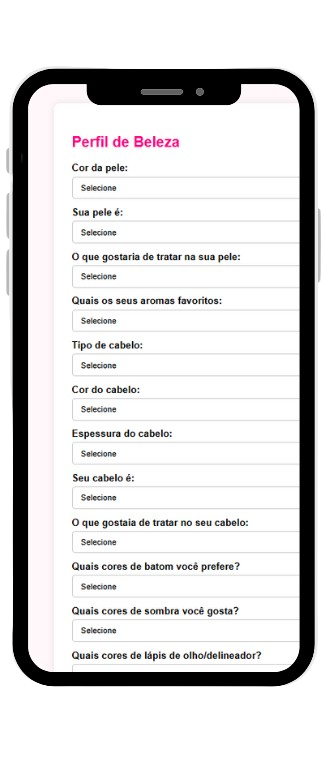 Perfil de Beleza
Cor da pele:
Selecione
Sua pele é:
Selecione
O que gostaria de tratar na sua pele:
Selecione
Quais os seus aromas favoritos:
Selecione
Tipo de cabelo:
Selecione
Cor do cabelo:
Selecione
Espessura do cabelo:
Selecione
Seu cabelo é:
Selecione
O que gostaia de tratar no seu cabelo:
Selecione
Quais cores de batom você prefere?
Selecione
Quais cores de sombra você gosta?
Selecione
Quais cores de lápis de olho/delineador?